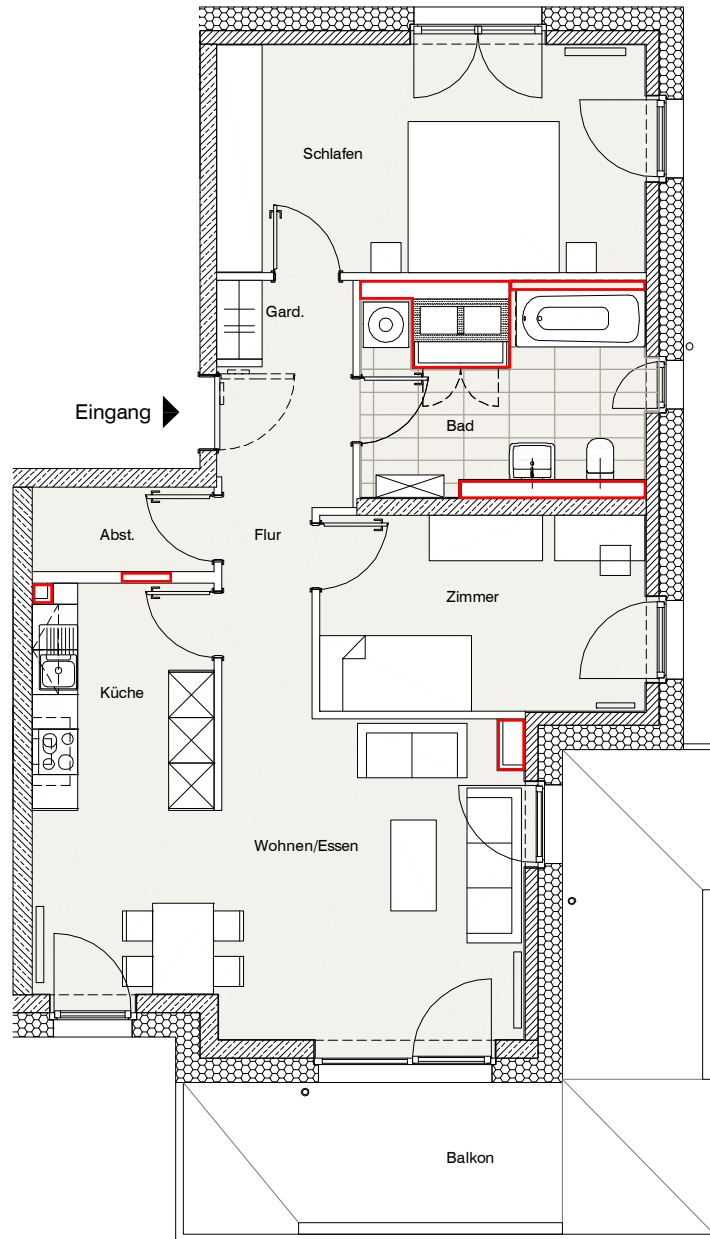 Schlafen
Gard.
Eingang
Bad
Abst.
Flur
Zimmer
Küche
Wohnen/Essen
Balkon